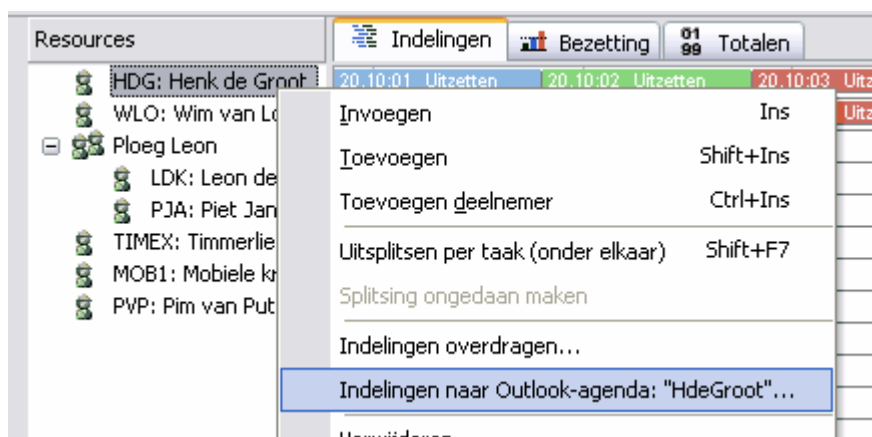 Resources
Indelingen
Bezetting
01
99
Totalen
HDG: Henk de Groot
20.10:01 Uitzetten
20.10:02 Uitzetten
20.10:03
WLO: Wim van
Ploeg Leon
LDK: Leon de
PJA: Piet Jan
TIMEX:
MOB1: Mobiele
PVP: Pim van Put
Invoegen Ins
Toevoegen Shift+Ins
Toevoegen deelnemer Ctrl+Ins
Uitsplitsen per taak (onder elkaar) Shift+F7
Splitsing ongedaan maken
Indelingen overdragen...
Indelingen naar Outlook-agenda: "HdeGroot"...